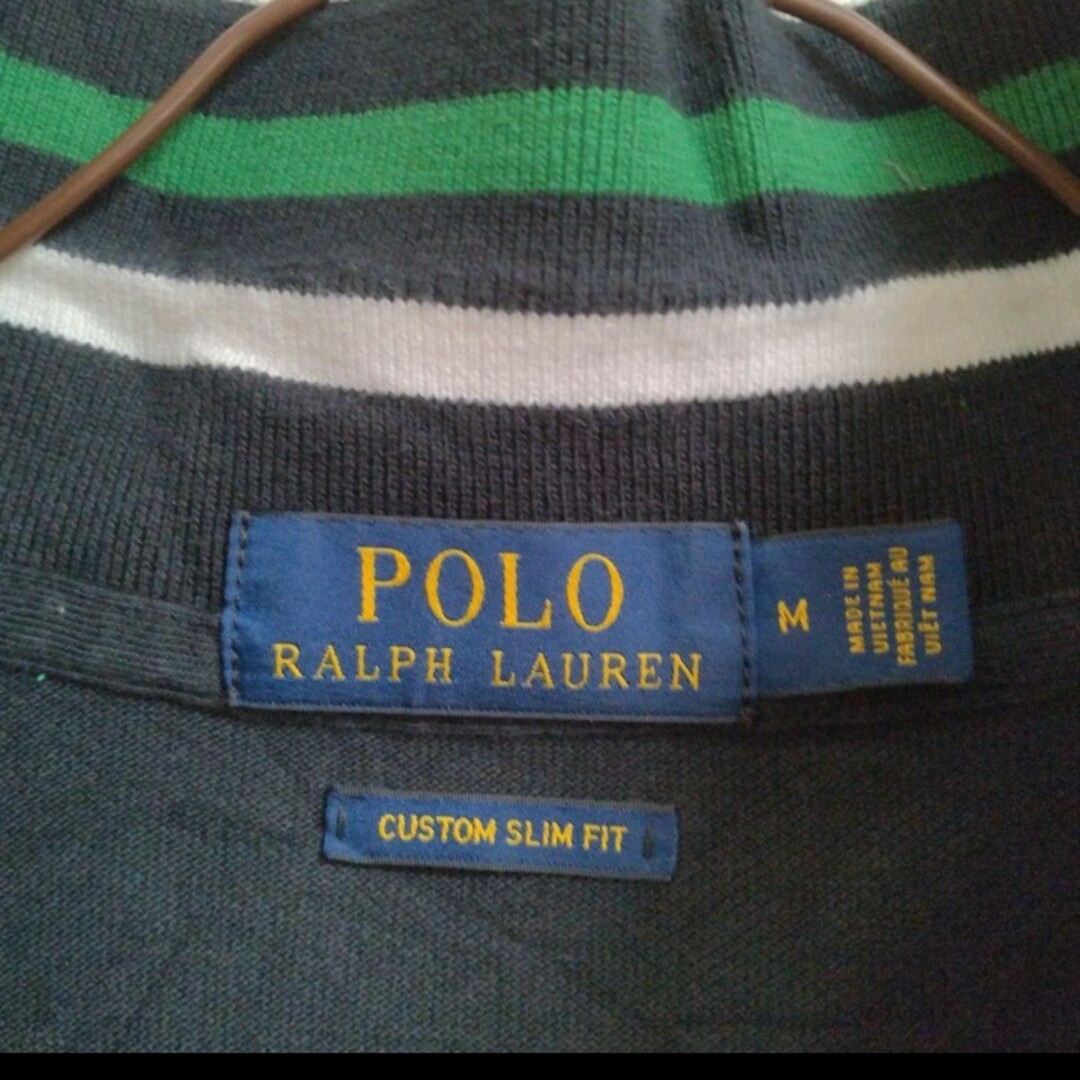 POLO
RALPH LAUREN
M
MADE IN
VIETNAM
FABRIQUÉ AU
VIÊT NAM
CUSTOM SLIM FIT